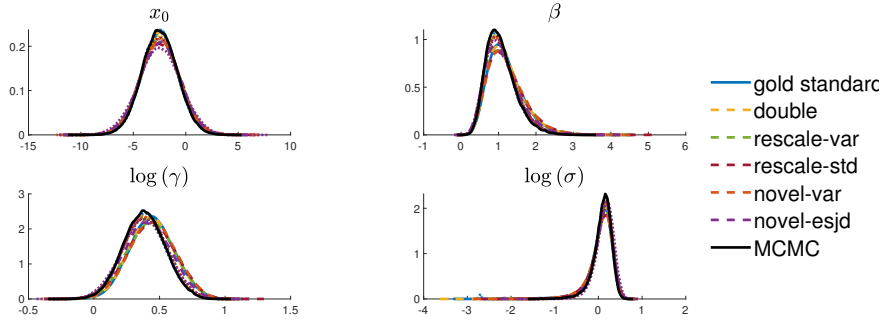 x₀
0.2
0.1
0
-15 -10 -5 0 5 10
β
1
0.5
0
-1 0 1 2 3 4 5 6
log (γ)
3
2
1
0
-0.5 0 0.5 1 1.5
log (σ)
2
1
0
-4 -3 -2 -1 0 1 2
gold standard
double
rescale-var
rescale-std
novel-var
novel-esjd
MCMC